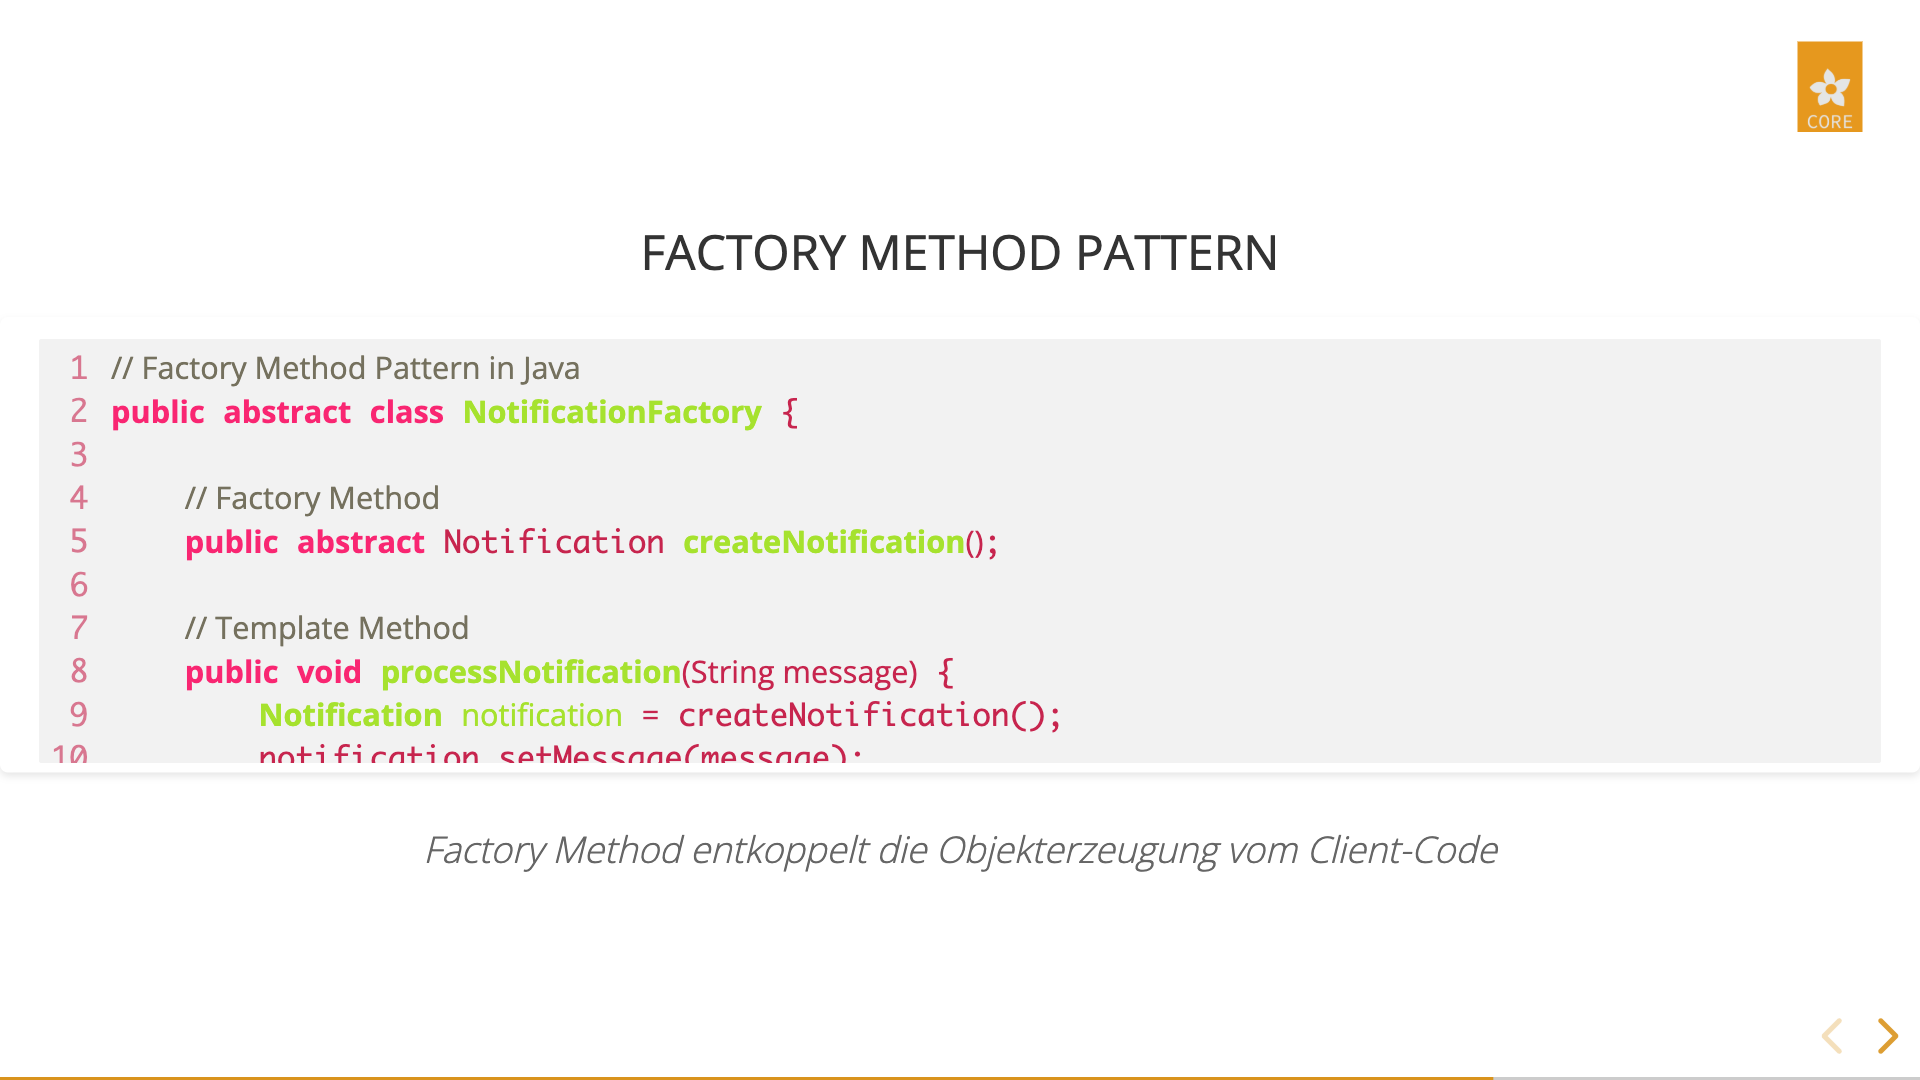 CORE
FACTORY METHOD PATTERN
1 // Factory Method Pattern in Java
2 public abstract class NotificationFactory {
3
4 // Factory Method
5 public abstract Notification createNotification();
6
7 // Template Method
8 public void processNotification(String message) {
9 Notification notification = createNotification();
10 notification.setMessage(message);
Factory Method entkoppelt die Objekterzeugung vom Client-Code